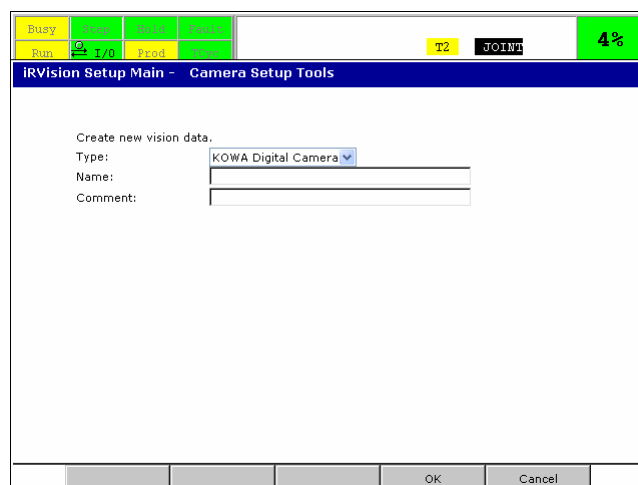 Busy Step Hold Fault
Run I/O Prod TCyc
T2 JOINT
4%
iRVision Setup Main - Camera Setup Tools
Create new vision data.
Type: KOWA Digital Camera
Name:
Comment:
OK Cancel